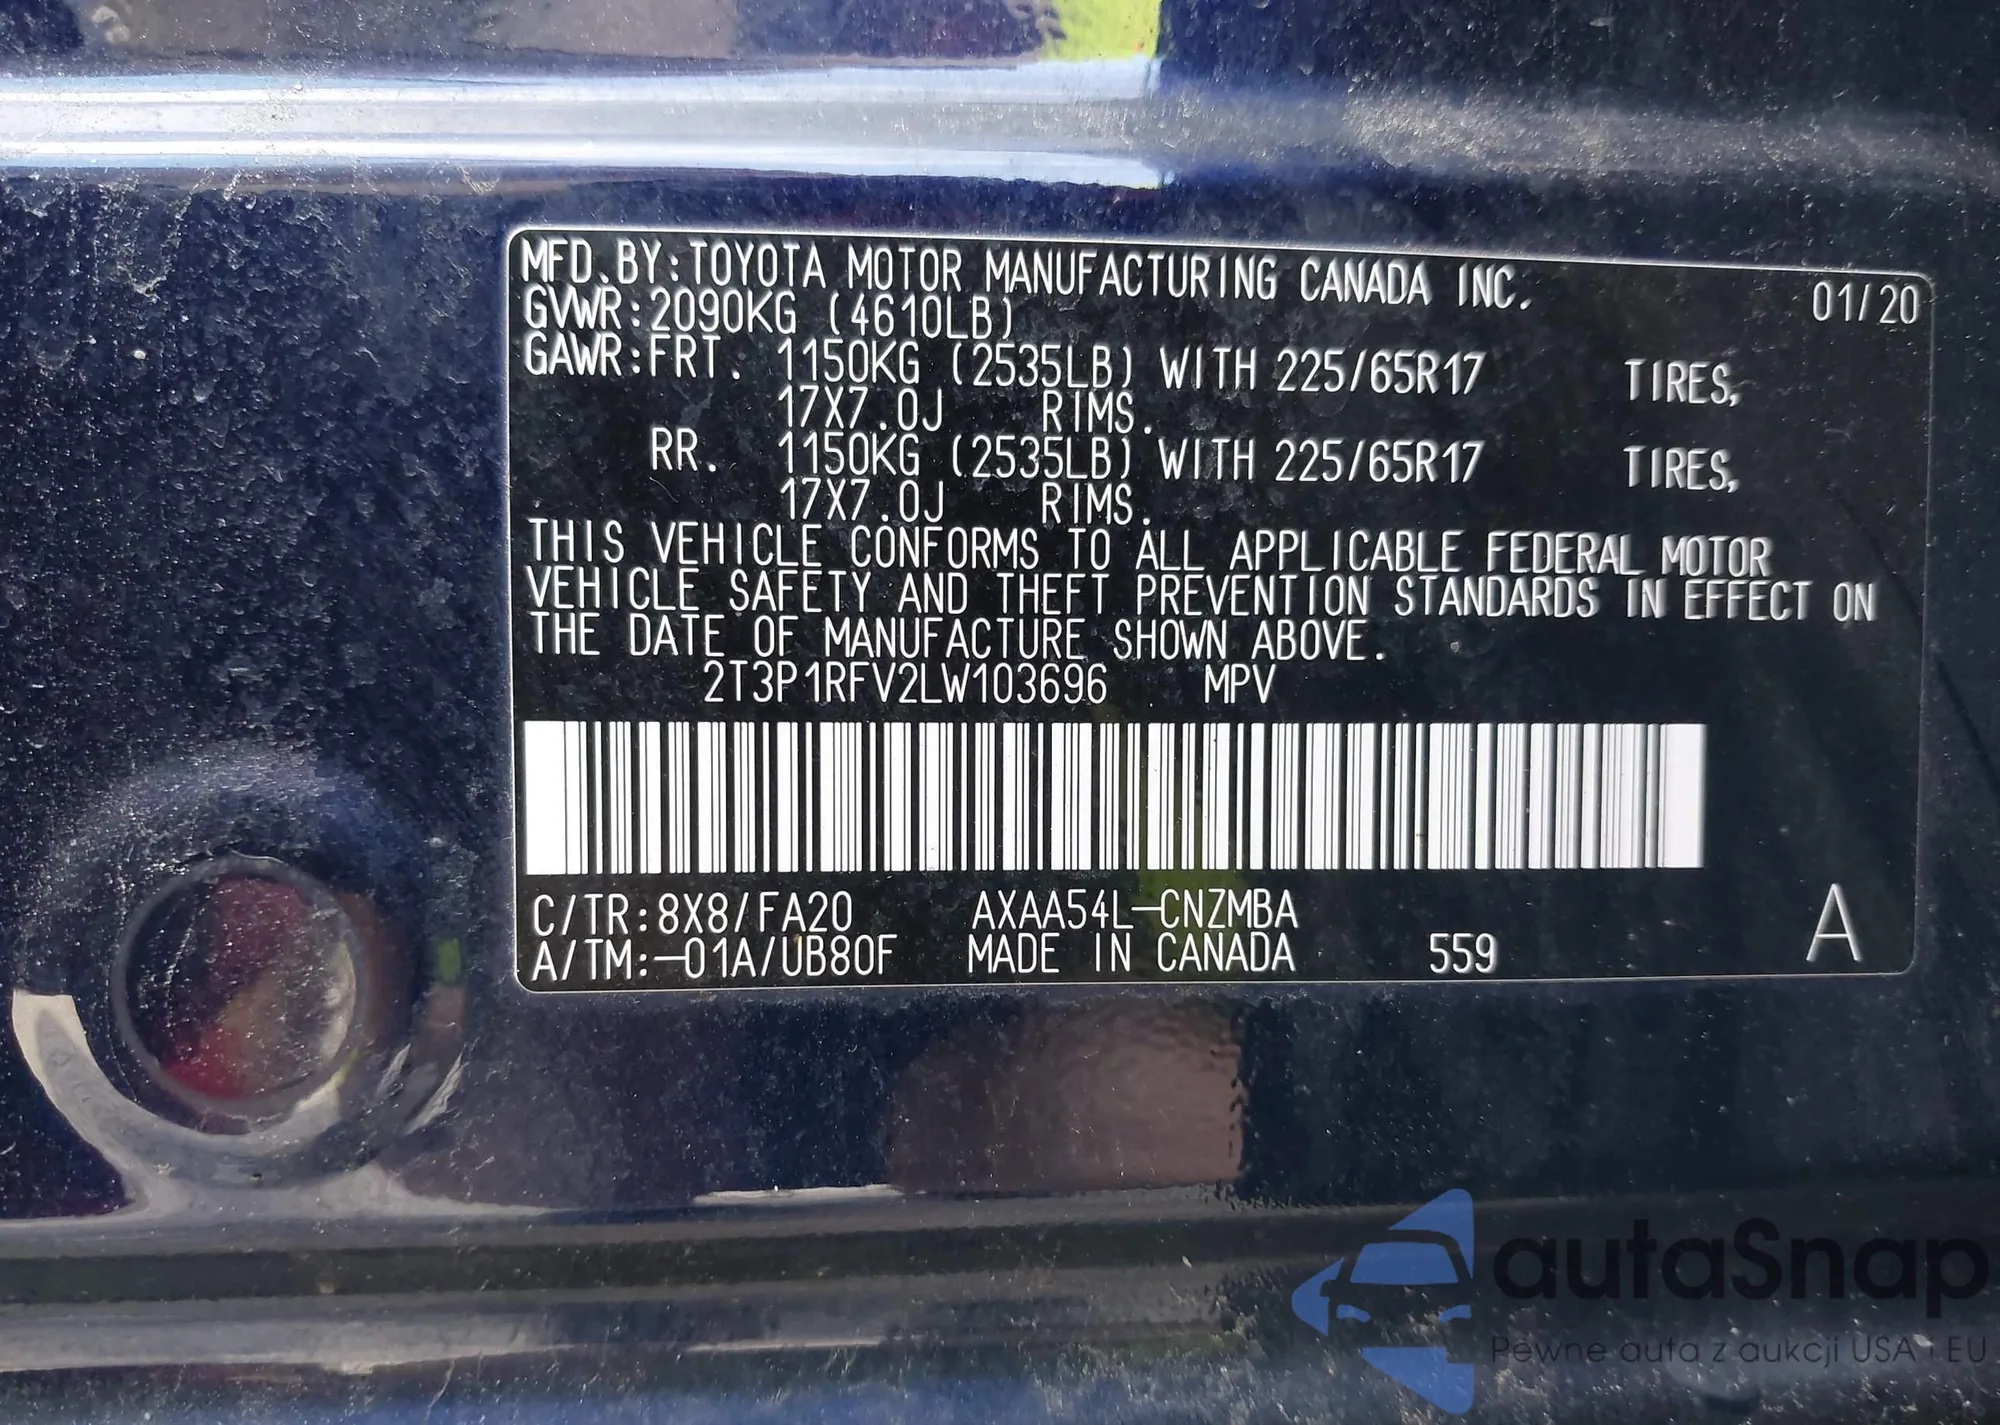 MFD.BY:TOYOTA MOTOR MANUFACTURING CANADA INC. 01/20
GVWR:2090KG (4610LB)
GAWR:FRT. 1150KG (2535LB) WITH 225/65R17 TIRES,
17X7.0J RIMS.
RR. 1150KG (2535LB) WITH 225/65R17 TIRES,
17X7.0J RIMS.
THIS VEHICLE CONFORMS TO ALL APPLICABLE FEDERAL MOTOR
VEHICLE SAFETY AND THEFT PREVENTION STANDARDS IN EFFECT ON
THE DATE OF MANUFACTURE SHOWN ABOVE.
2T3P1RFV2LW103696 MPV
C/TR:8X8/FA20 AXAA54L-CNZMBA
A/TM:-01A/UB80F MADE IN CANADA 559 A
autoSnap
Pewne auta z aukcji USA i EU